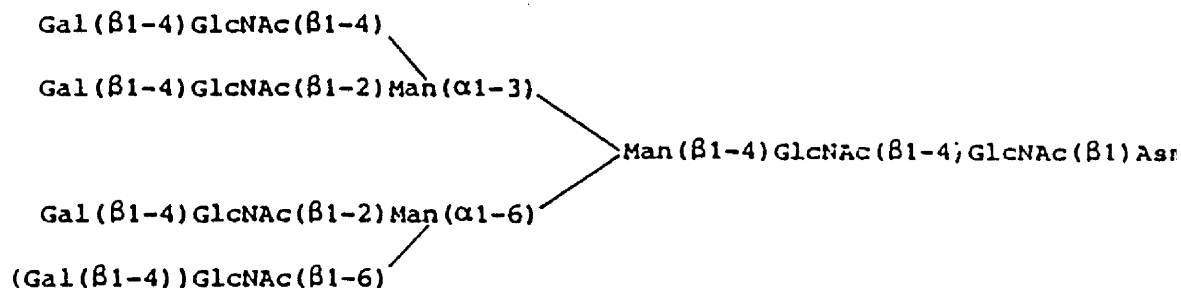 Gal(β1-4)GlcNAc(β1-4)
Gal(β1-4)GlcNAc(β1-2)Man(α1-3)
Man(β1-4)GlcNAc(β1-4;GlcNAc(β1)Asn
Gal(β1-4)GlcNAc(β1-2)Man(α1-6)
(Gal(β1-4))GlcNAc(β1-6)